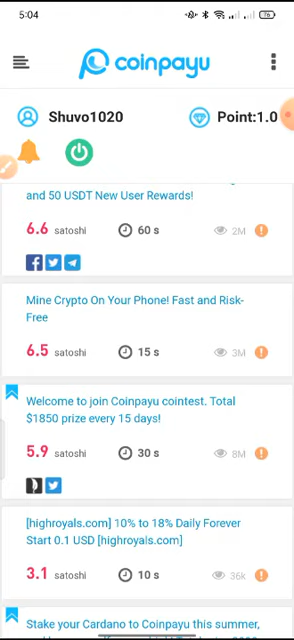 5:04
coinpayu
Shuvo1020
Point:1.0
and 50 USDT New User Rewards!
6.6 satoshi 60 s 2M
Mine Crypto On Your Phone! Fast and Risk-
Free
6.5 satoshi 15 s 3M
Welcome to join Coinpayu cointest. Total
$1850 prize every 15 days!
5.9 satoshi 30 s 8M
[highroyals.com] 10% to 18% Daily Forever
Start 0.1 USD [highroyals.com]
3.1 satoshi 10 s 36k
Stake your Cardano to Coinpayu this summer,